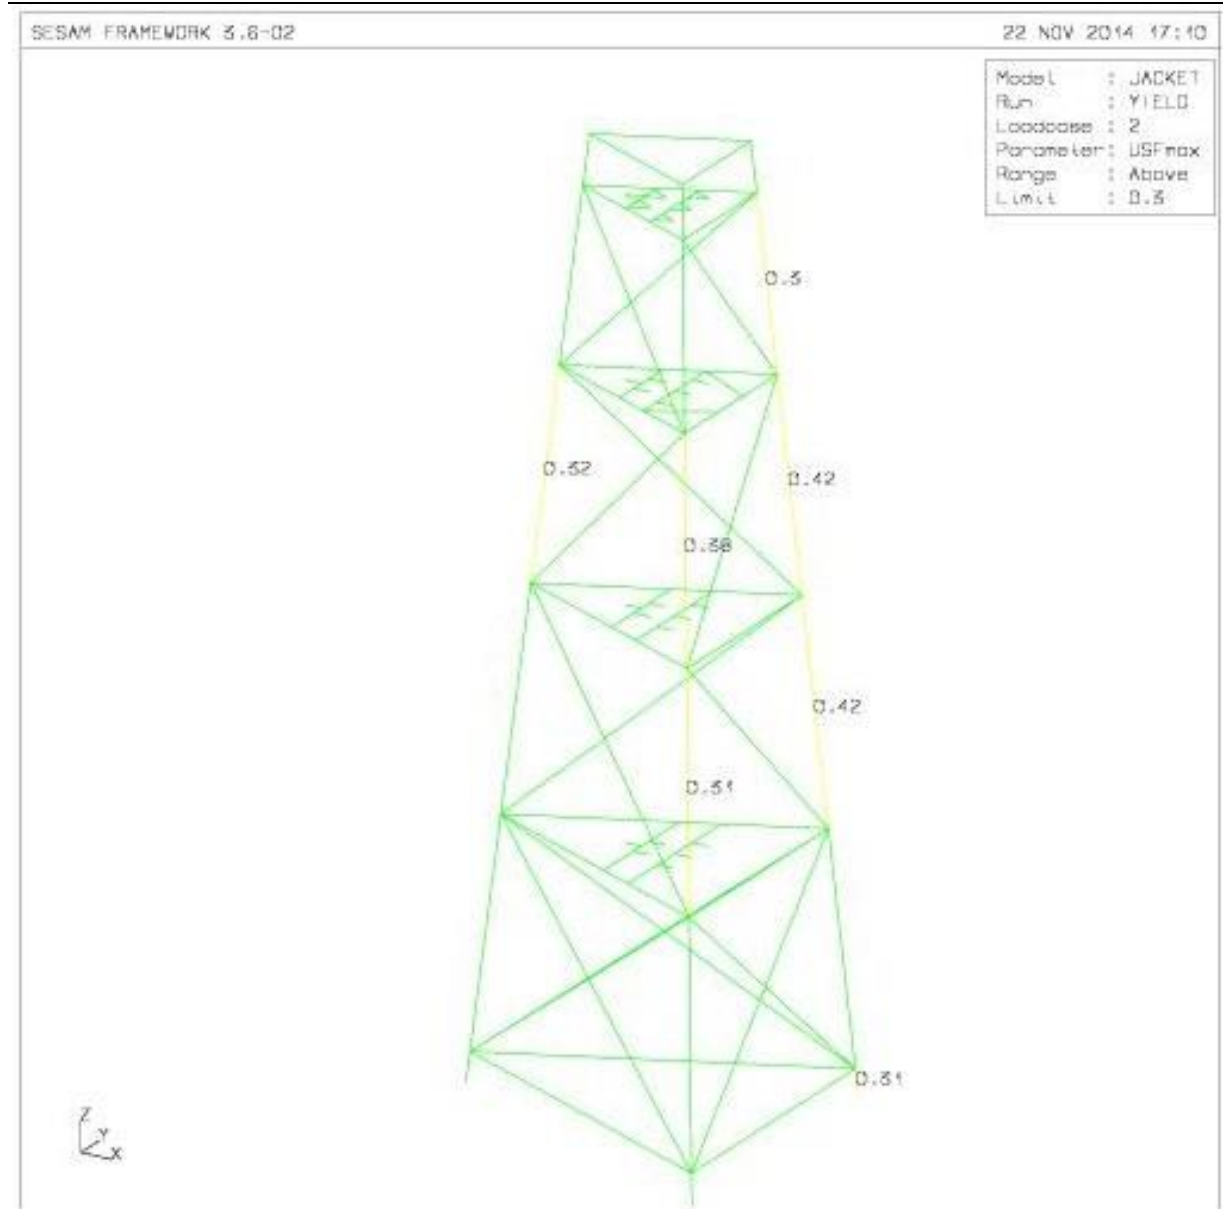 SESAM FRAMEWORK 3.6-02
22 NOV 2014 17:10
Model : JACKET
Run : YIELD
Loadcase : 2
Parameter: USFmax
Range : Above
Limit : 0.3
0.3
0.32
0.42
0.38
0.42
0.31
0.31
Z
Y
X